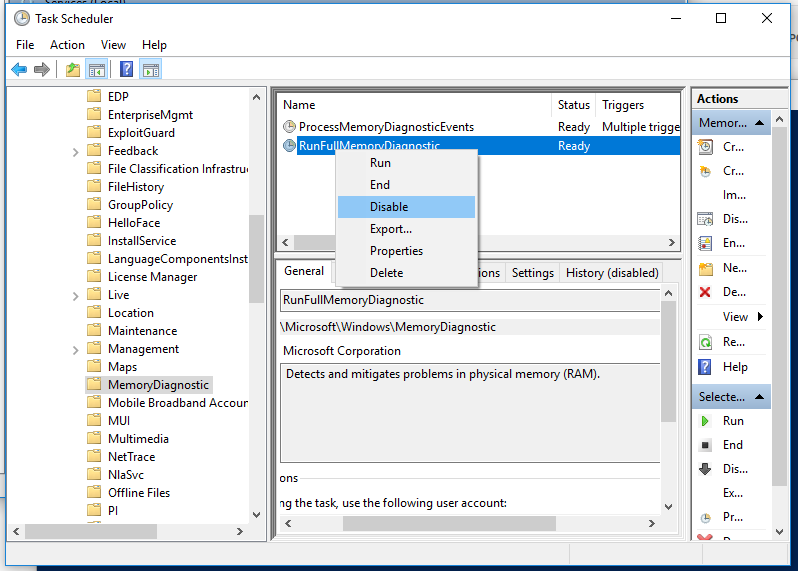 Services (Local)
Task Scheduler
File Action View Help
EDP
EnterpriseMgmt
ExploitGuard
Feedback
File Classification Infrastru
FileHistory
GroupPolicy
HelloFace
InstallService
LanguageComponentsInst
License Manager
Live
Location
Maintenance
Management
Maps
MemoryDiagnostic
Mobile Broadband Accour
MUI
Multimedia
NetTrace
NlaSvc
Offline Files
PI
Name Status Triggers
ProcessMemoryDiagnosticEvents Ready Multiple trigge
RunFullMemoryDiagnostic Ready
Run
End
Disable
Export...
Properties
Delete
General ions Settings History (disabled)
RunFullMemoryDiagnostic
\Microsoft\Windows\MemoryDiagnostic
Microsoft Corporation
Detects and mitigates problems in physical memory (RAM).
ons
ng the task, use the following user account:
Actions
Memor...
Cr...
Cr...
Im...
Dis...
En...
Ne...
De...
View
Re...
Help
Selecte...
Run
End
Dis...
Ex...
Pr...